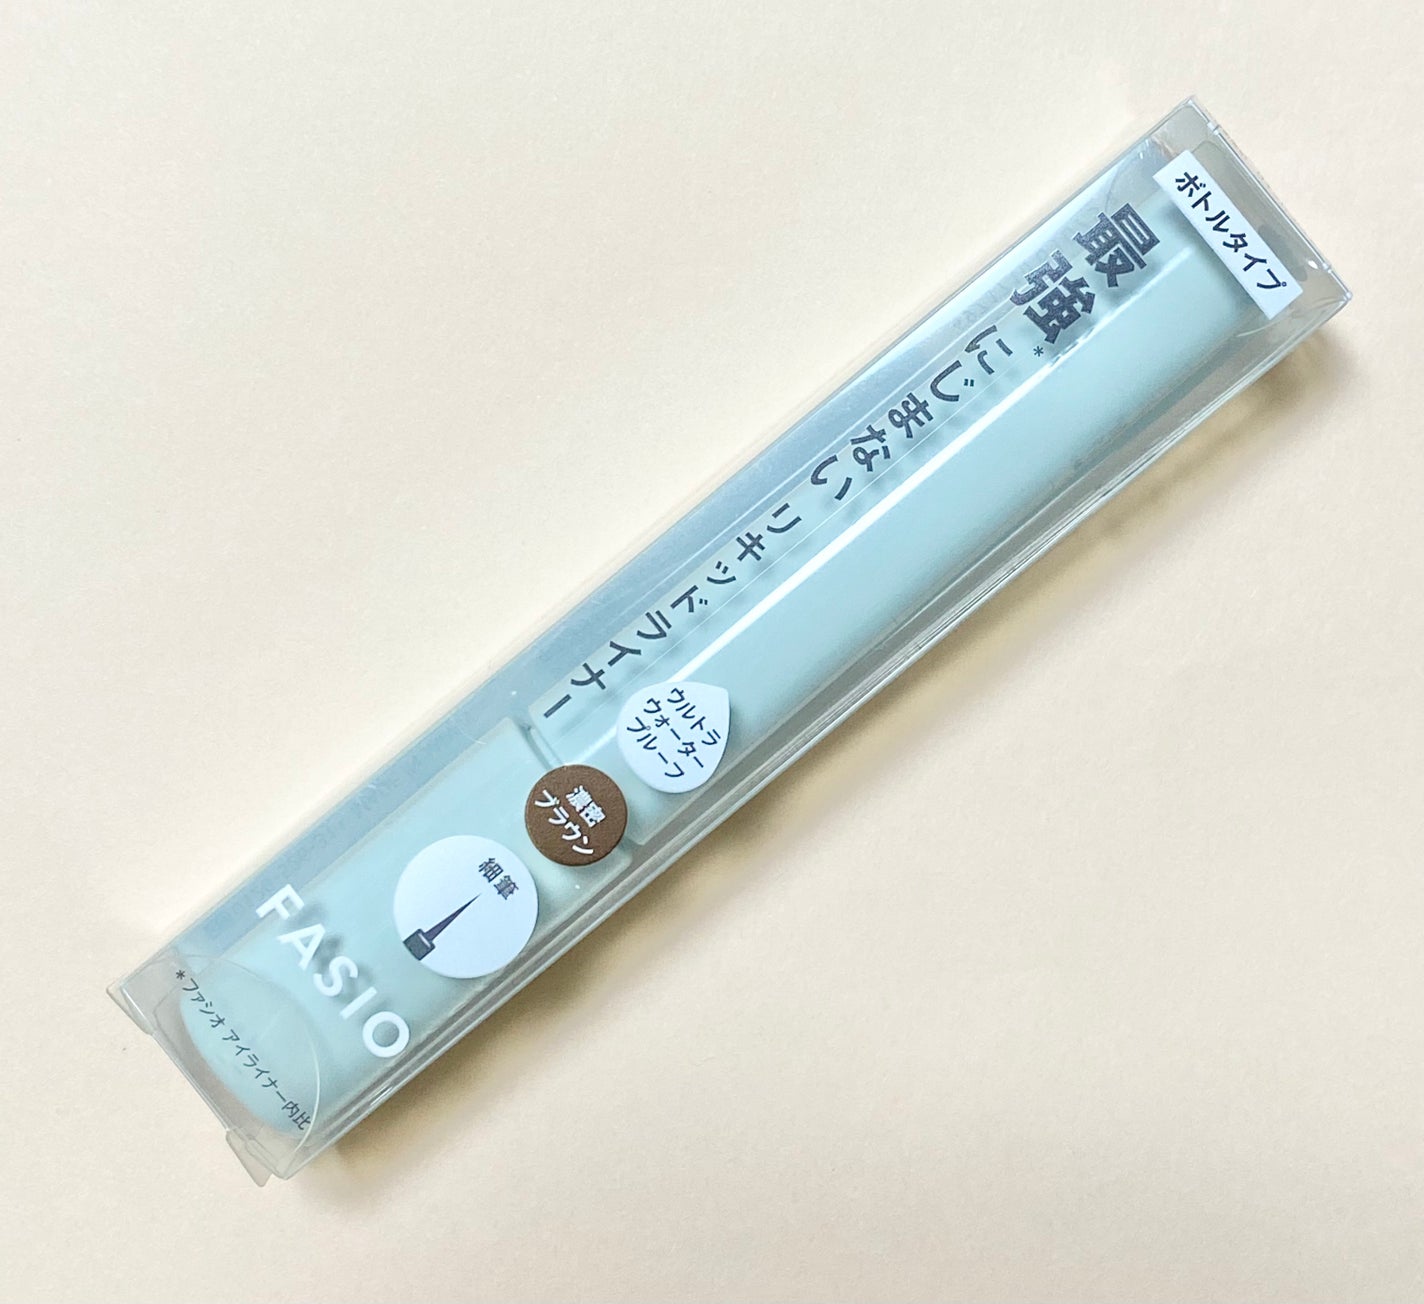 ボトルタイプ
最強*にじまないリキッドライナー
ウルトラ
ウォーター
プルーフ
濃密
ブラウン
細筆
FASIO
*ファシオ アイライナー内比